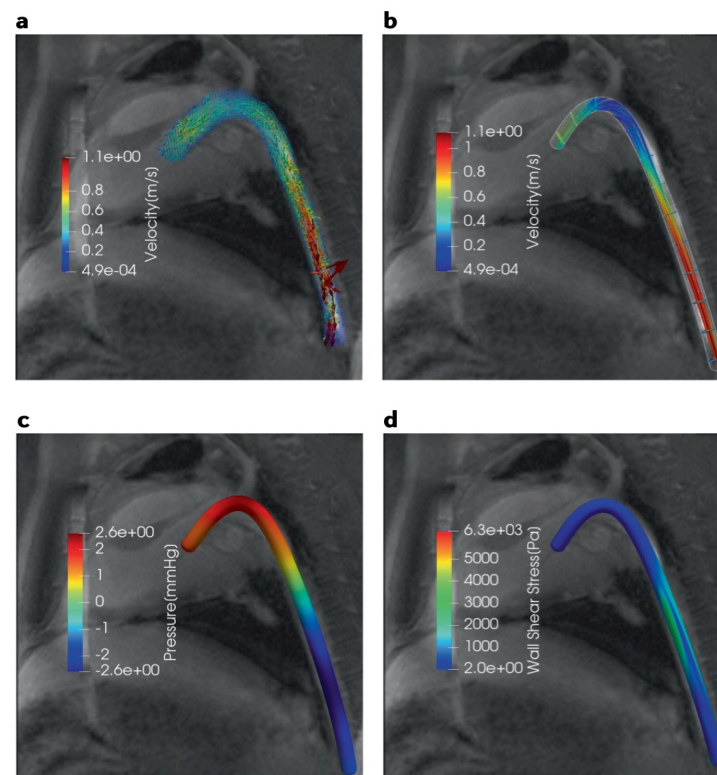 a
1.1e+00
0.8
0.6
0.4
0.2
4.9e-04
Velocity(m/s)
b
1.1e+00
1
0.8
0.6
0.4
0.2
4.9e-04
Velocity(m/s)
c
2.6e+00
2
1
0
-1
-2
-2.6e+00
Pressure(mmHg)
d
6.3e+03
5000
4000
3000
2000
1000
2.0e+00
Wall Shear Stress(Pa)